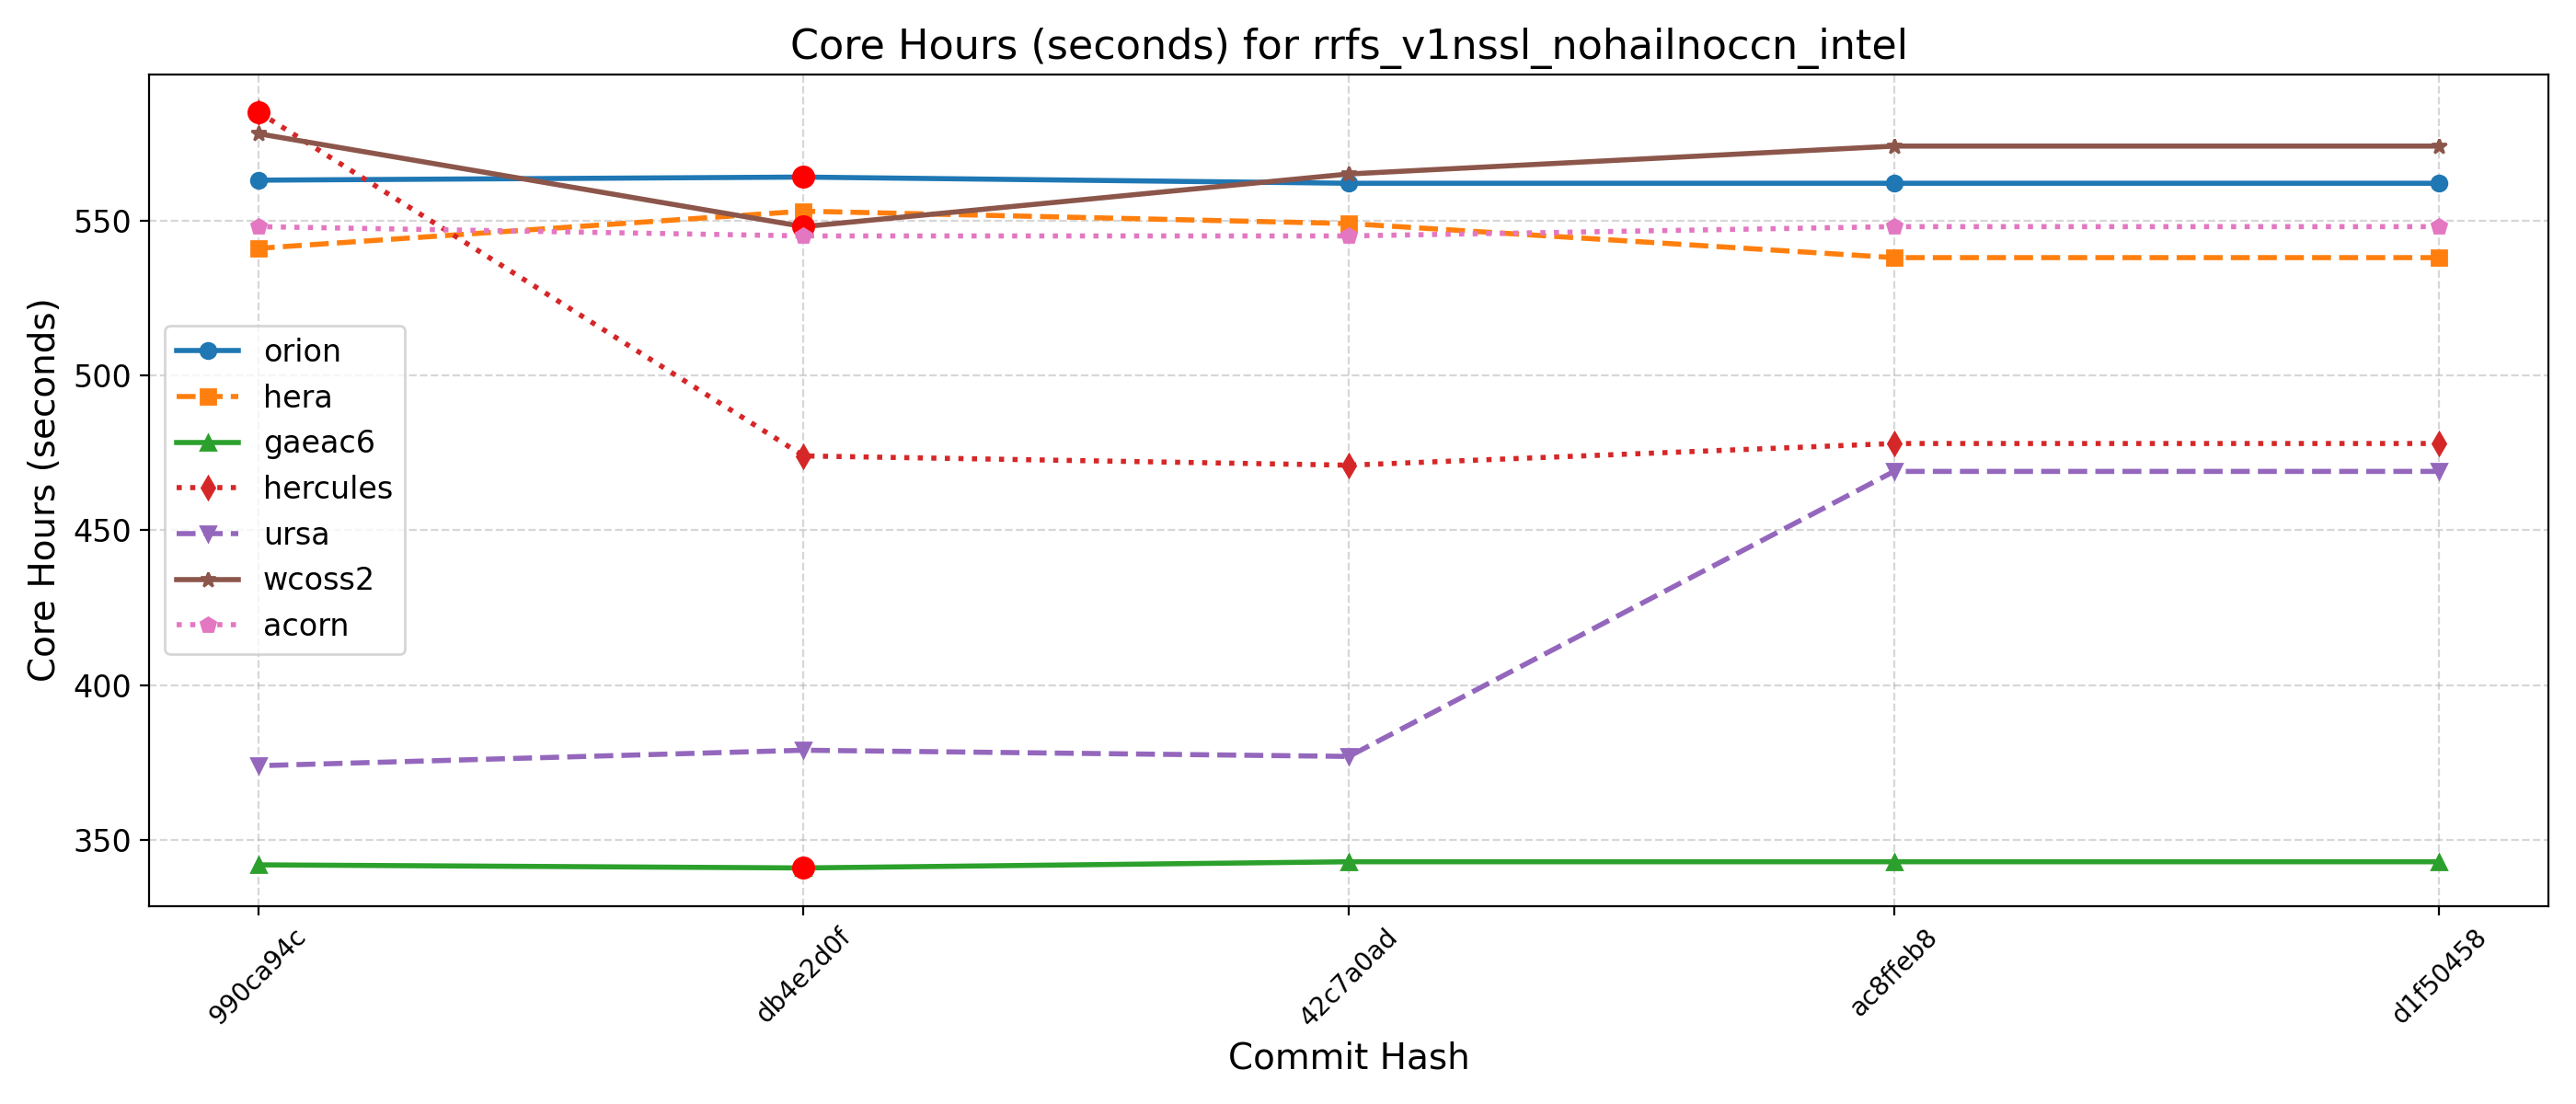 Core Hours (seconds) for rrfs_v1nssl_nohailnoccn_intel
Core Hours (seconds)
550
500
450
400
350
orion
hera
gaeac6
hercules
ursa
wcoss2
acorn
990ca94c
db4e2d0f
42c7a0ad
ac8ffeb8
d1f50458
Commit Hash